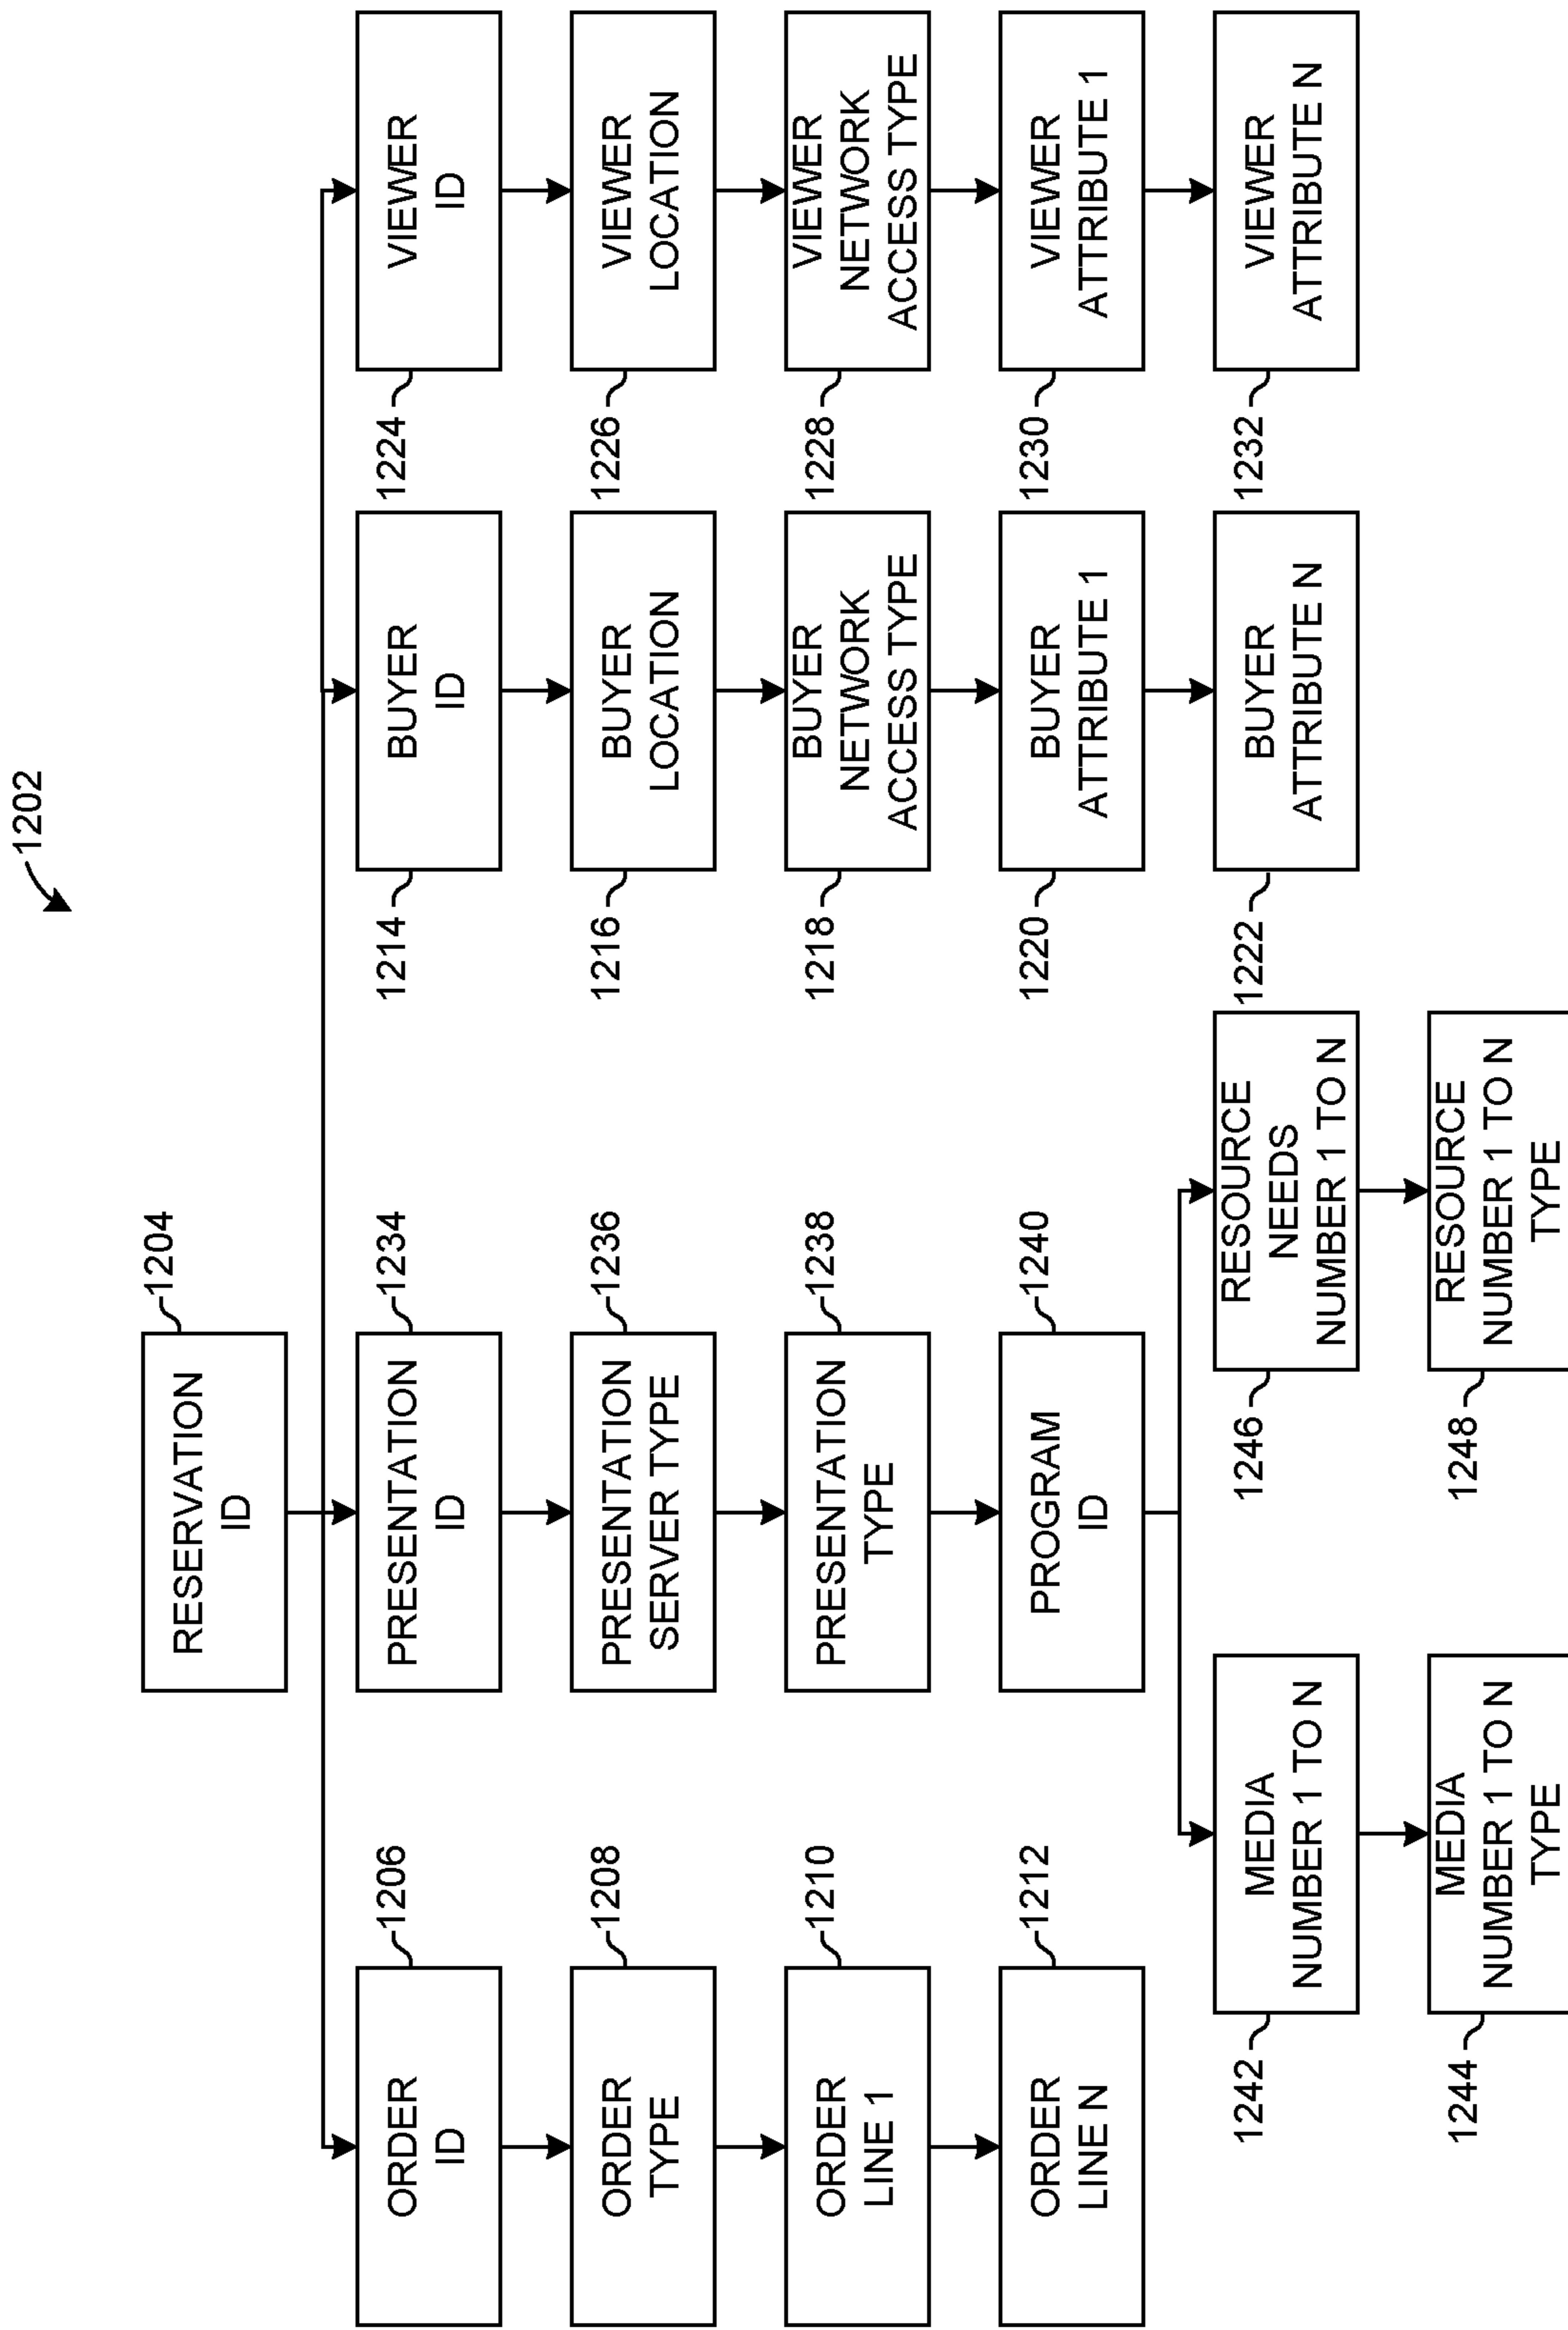 1202
RESERVATION
ID
1204
ORDER
ID
1206
ORDER
TYPE
1208
ORDER
LINE 1
1210
ORDER
LINE N
1212
PRESENTATION
ID
1234
PRESENTATION
SERVER TYPE
1236
PRESENTATION
TYPE
1238
PROGRAM
ID
1240
1242
MEDIA
NUMBER 1 TO N
1244
MEDIA
NUMBER 1 TO N
TYPE
1246
RESOURCE
NEEDS
NUMBER 1 TO N
1248
RESOURCE
NUMBER 1 TO N
TYPE
1214
BUYER
ID
1216
BUYER
LOCATION
1218
BUYER
NETWORK
ACCESS TYPE
1220
BUYER
ATTRIBUTE 1
1222
BUYER
ATTRIBUTE N
1224
VIEWER
ID
1226
VIEWER
LOCATION
1228
VIEWER
NETWORK
ACCESS TYPE
1230
VIEWER
ATTRIBUTE 1
1232
VIEWER
ATTRIBUTE N